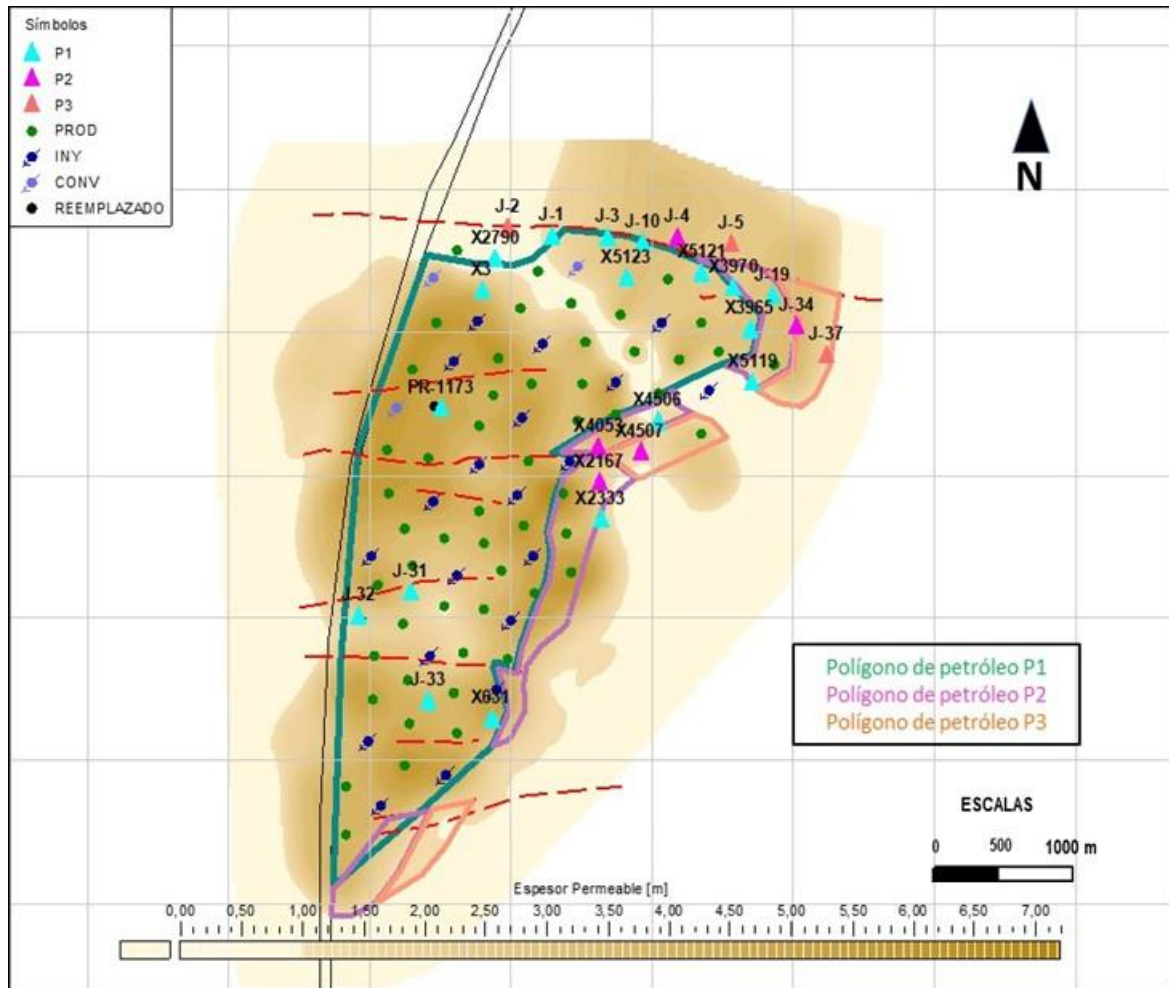 Símbolos
P1
P2
P3
PROD
INY
CONV
REEMPLAZADO
N
J-2
J-1
J-3
J-10
J-4
J-5
X2790
X5123
X5121
X3
X3970
J-19
X3965
J-34
J-37
X5119
PR-1173
X4506
X4053
X4507
X2167
X2333
J-31
J-32
J-33
X631
Polígono de petróleo P1
Polígono de petróleo P2
Polígono de petróleo P3
ESCALAS
0 500 1000 m
Espesor Permeable [m]
0,00 0,50 1,00 1,50 2,00 2,50 3,00 3,50 4,00 4,50 5,00 5,50 6,00 6,50 7,00